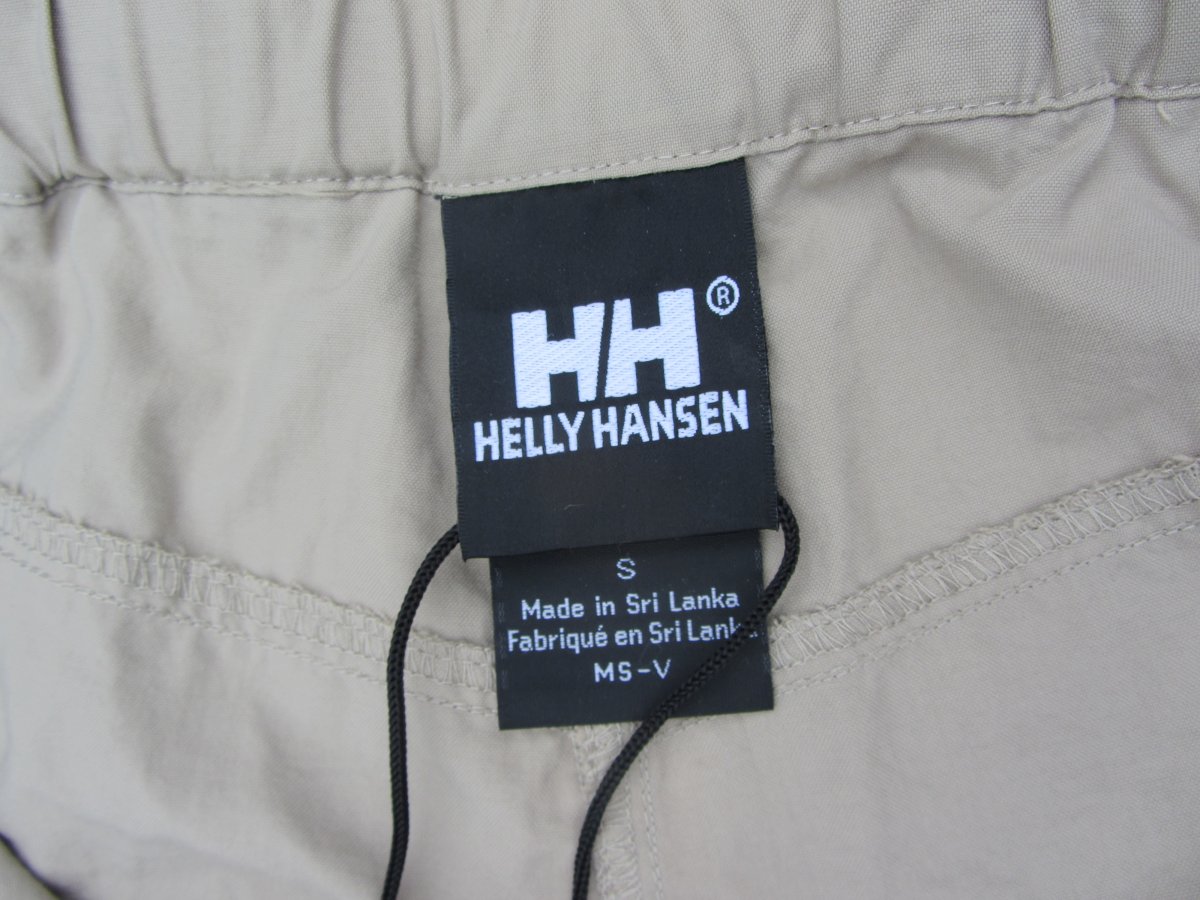 HH®
HELLY HANSEN
S
Made in Sri Lanka
Fabriqué en Sri Lanka
MS-V